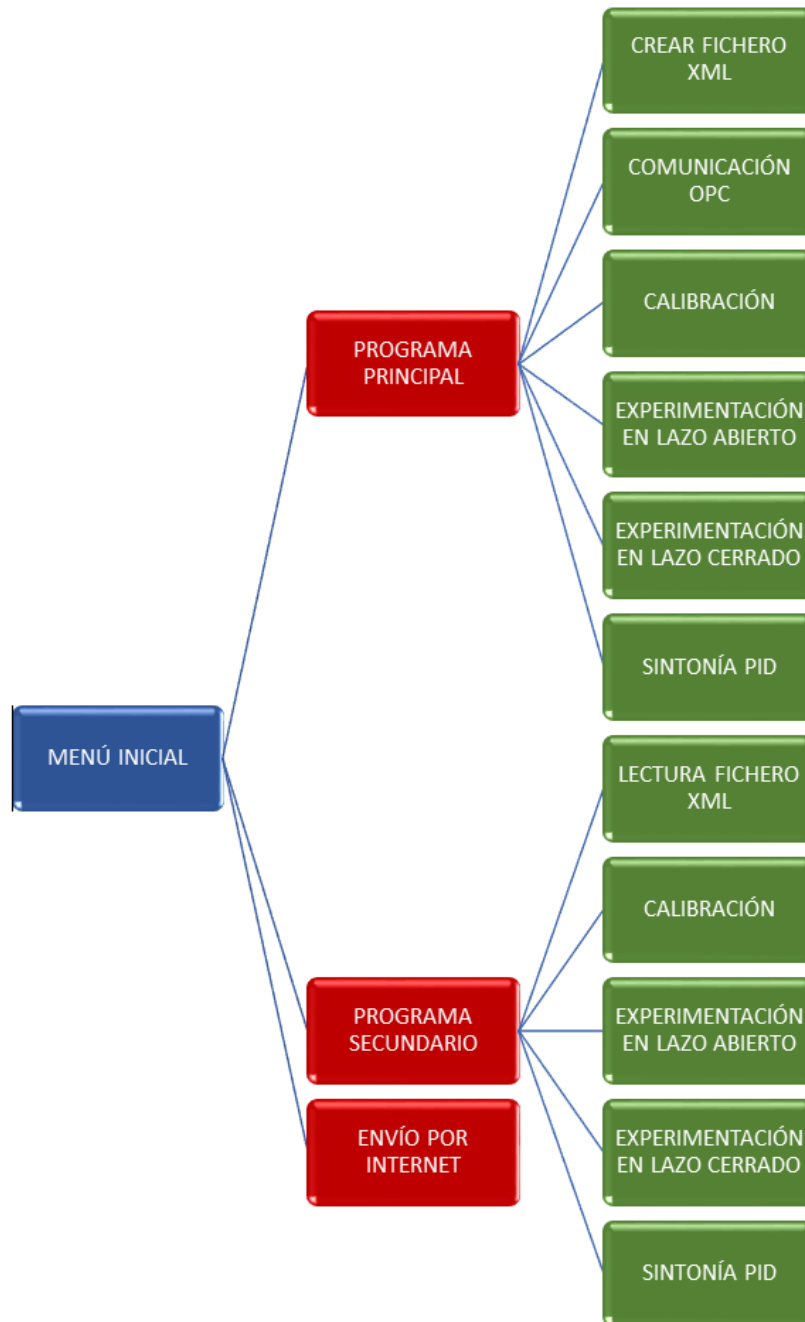 CREAR FICHERO
XML
COMUNICACIÓN
OPC
CALIBRACIÓN
PROGRAMA
PRINCIPAL
EXPERIMENTACIÓN
EN LAZO ABIERTO
EXPERIMENTACIÓN
EN LAZO CERRADO
SINTONÍA PID
MENÚ INICIAL
LECTURA FICHERO
XML
CALIBRACIÓN
PROGRAMA
SECUNDARIO
EXPERIMENTACIÓN
EN LAZO ABIERTO
ENVÍO POR
INTERNET
EXPERIMENTACIÓN
EN LAZO CERRADO
SINTONÍA PID